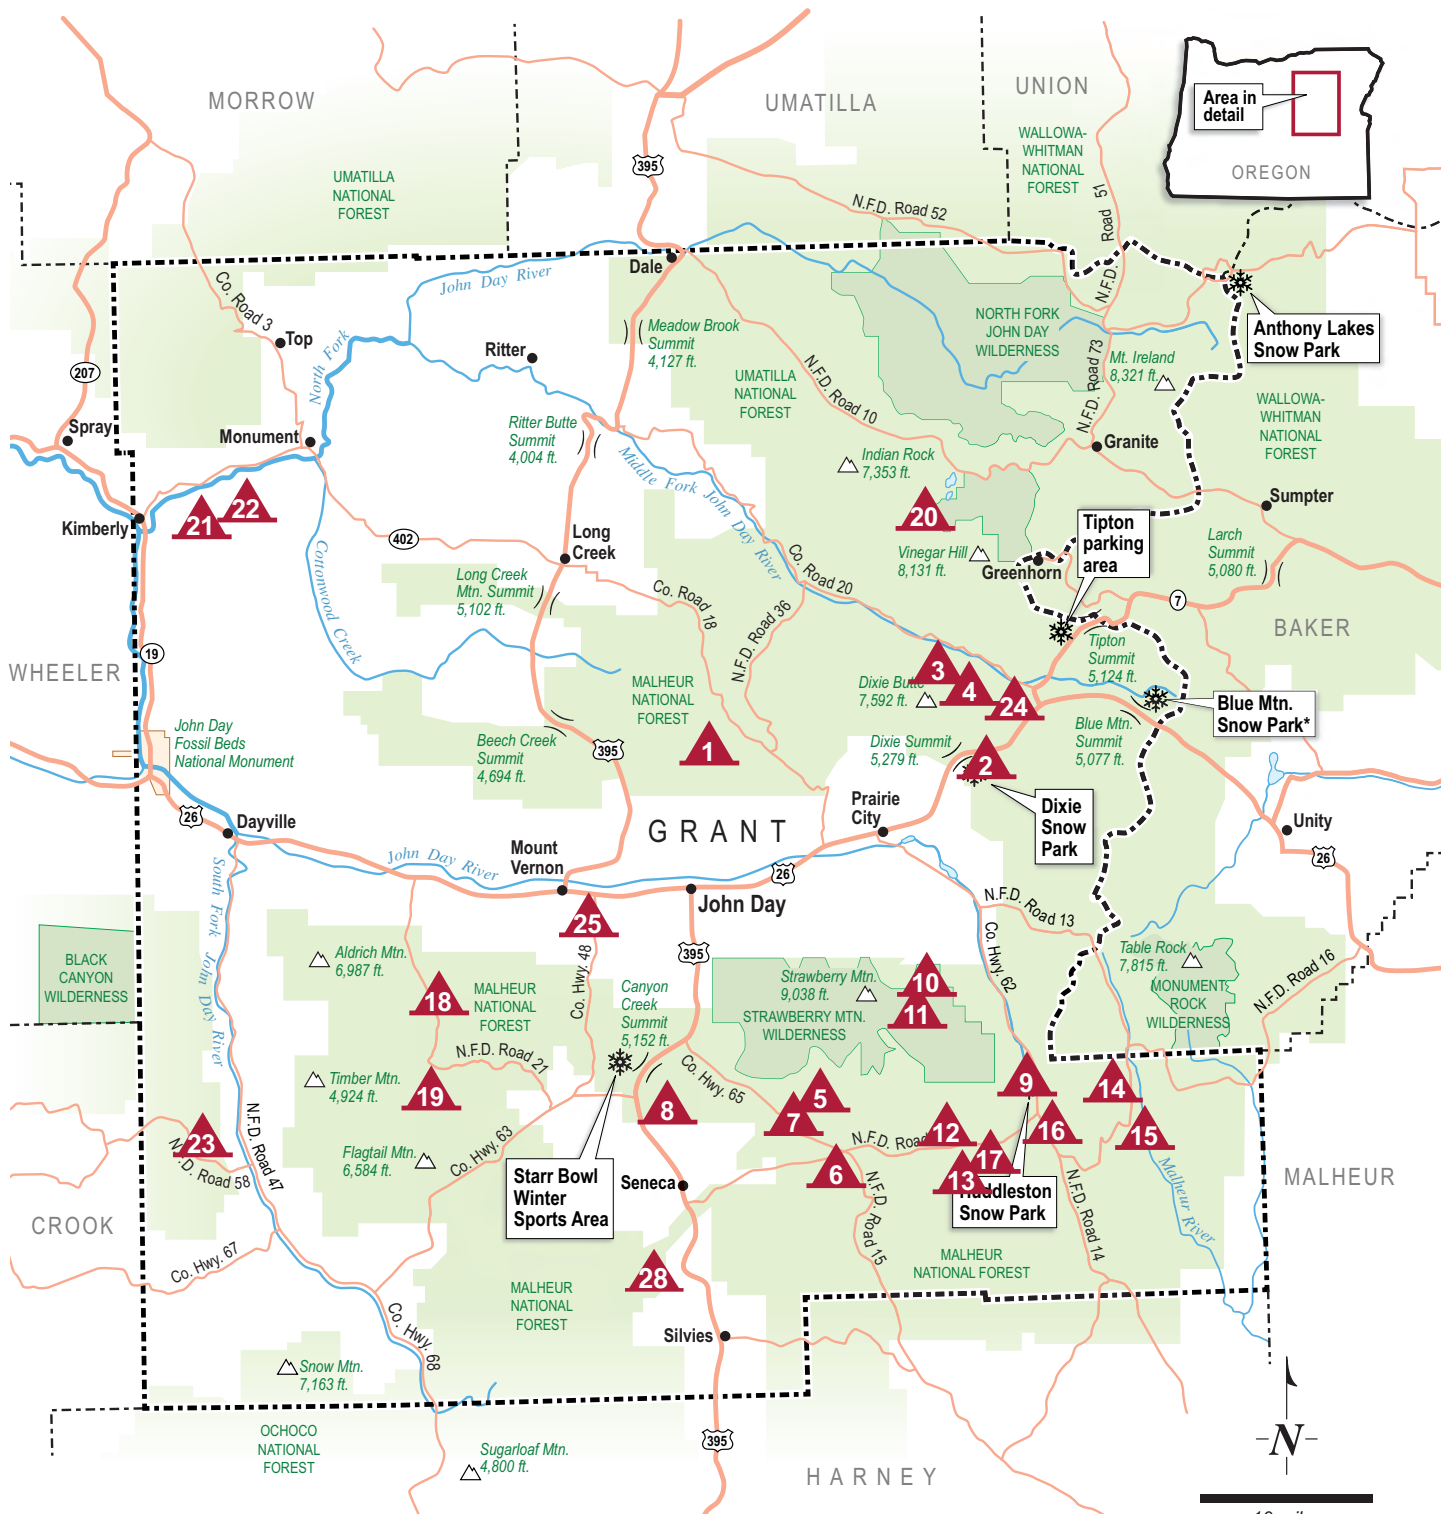 MORROW
UMATILLA
UNION
WALLOWA-
WHITMAN
NATIONAL
FOREST
Area in
detail
OREGON
UMATILLA
NATIONAL
FOREST
395
N.F.D. Road 52
N.F.D. Road 51
Dale
John Day River
Co. Road 3
Top
North Fork
Ritter
Meadow Brook
Summit
4,127 ft.
NORTH FORK
JOHN DAY
WILDERNESS
Anthony Lakes
Snow Park
N.F.D. Road 73
Mt. Ireland
8,321 ft.
207
UMATILLA
NATIONAL
FOREST
N.F.D. Road 10
WALLOWA-
WHITMAN
NATIONAL
FOREST
Spray
Monument
Ritter Butte
Summit
4,004 ft.
Middle Fork John Day River
Indian Rock
7,353 ft.
Granite
Sumpter
21
22
20
Kimberly
402
Long
Creek
Cottonwood Creek
Long Creek
Mtn. Summit
5,102 ft.
Co. Road 18
N.F.D. Road 36
Co. Road 20
Vinegar Hill
8,131 ft.
Greenhorn
Tipton
parking
area
Larch
Summit
5,080 ft.
7
BAKER
WHEELER
19
MALHEUR
NATIONAL
FOREST
3
4
24
Dixie Butte
7,592 ft.
Tipton
Summit
5,124 ft.
Blue Mtn.
Snow Park*
John Day
Fossil Beds
National Monument
Beech Creek
Summit
4,694 ft.
395
1
Dixie Summit
5,279 ft.
2
Blue Mtn.
Summit
5,077 ft.
26
Dayville
GRANT
Prairie
City
Dixie
Snow
Park
Unity
26
Mount
Vernon
John Day River
26
John Day
South Fork John Day River
25
395
N.F.D. Road 13
Co. Hwy. 62
BLACK
CANYON
WILDERNESS
Aldrich Mtn.
6,987 ft.
18
MALHEUR
NATIONAL
FOREST
Co. Hwy. 48
Canyon
Creek
Summit
5,152 ft.
Strawberry Mtn.
9,038 ft.
STRAWBERRY MTN.
WILDERNESS
10
11
Table Rock
7,815 ft.
MONUMENT
ROCK
WILDERNESS
N.F.D. Road 16
N.F.D. Road 21
Timber Mtn.
4,924 ft.
19
Co. Hwy. 65
8
5
7
9
14
23
N.F.D. Road 47
N.D. Road 58
Flagtail Mtn.
6,584 ft.
Co. Hwy. 63
Starr Bowl
Winter
Sports Area
Seneca
6
N.F.D. Road
12
17
13
16
15
Huddleston
Snow Park
Malheur River
MALHEUR
CROOK
Co. Hwy. 67
N.F.D. Road 15
N.F.D. Road 14
MALHEUR
NATIONAL FOREST
28
MALHEUR
NATIONAL
FOREST
Co. Hwy. 68
Silvies
Snow Mtn.
7,163 ft.
OCHOCO
NATIONAL
FOREST
Sugarloaf Mtn.
4,800 ft.
395
HARNEY
N